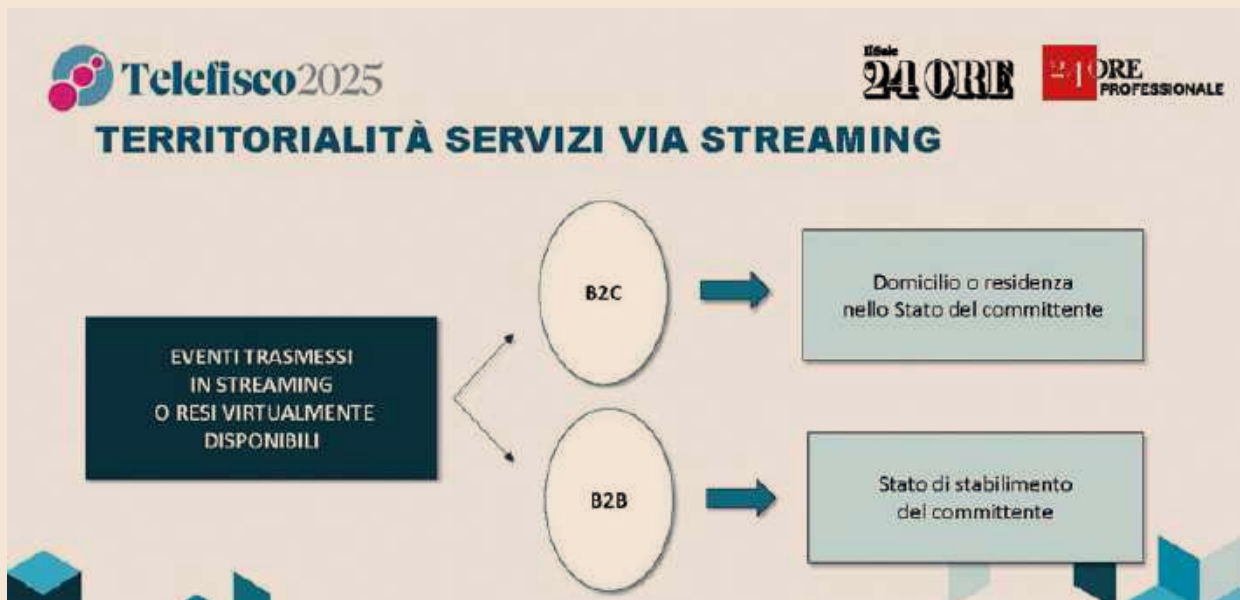 Telefisco2025
Il Sole
24 ORE
24 ORE
PROFESSIONALE
TERRITORIALITÀ SERVIZI VIA STREAMING
EVENTI TRASMESSI
IN STREAMING
O RESI VIRTUALMENTE
DISPONIBILI
B2C
Domicilio o residenza
nello Stato del committente
B2B
Stato di stabilimento
del committente